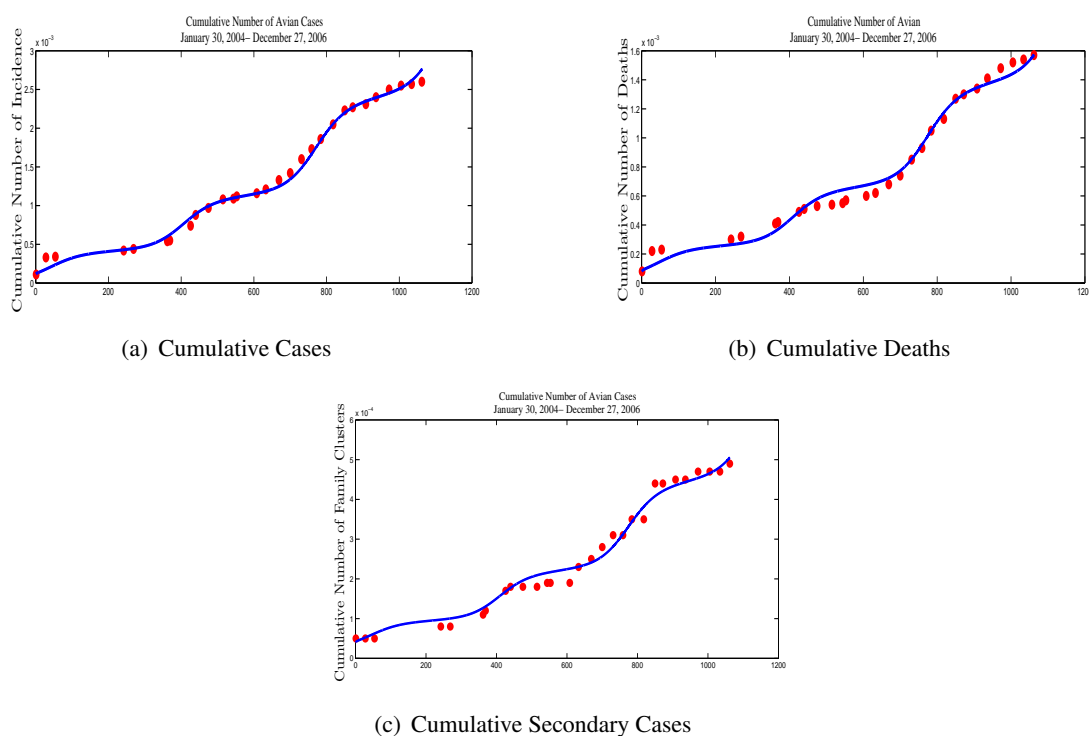 Cumulative Number of Avian Cases
January 30, 2004– December 27, 2006
x 10⁻³
Cumulative Number of Incidence
3
2.5
2
1.5
1
0.5
0
0 200 400 600 800 1000 1200
(a) Cumulative Cases
Cumulative Number of Avian
January 30, 2004– December 27, 2006
x 10⁻³
Cumulative Number of Deaths
1.6
1.4
1.2
1
0.8
0.6
0.4
0.2
0
0 200 400 600 800 1000 120
(b) Cumulative Deaths
Cumulative Number of Avian Cases
January 30, 2004– December 27, 2006
x 10⁻⁴
Cumulative Number of Family Clusters
6
5
4
3
2
1
0
0 200 400 600 800 1000 1200
(c) Cumulative Secondary Cases